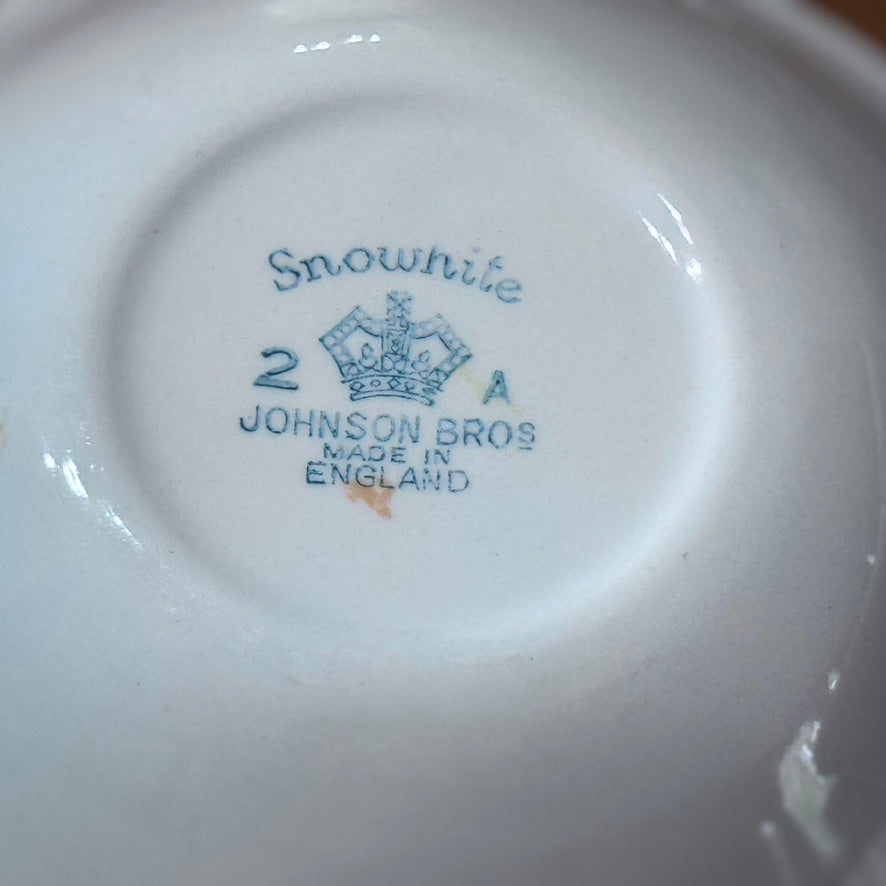 Snowhite
2 A
JOHNSON BROS
MADE IN
ENGLAND